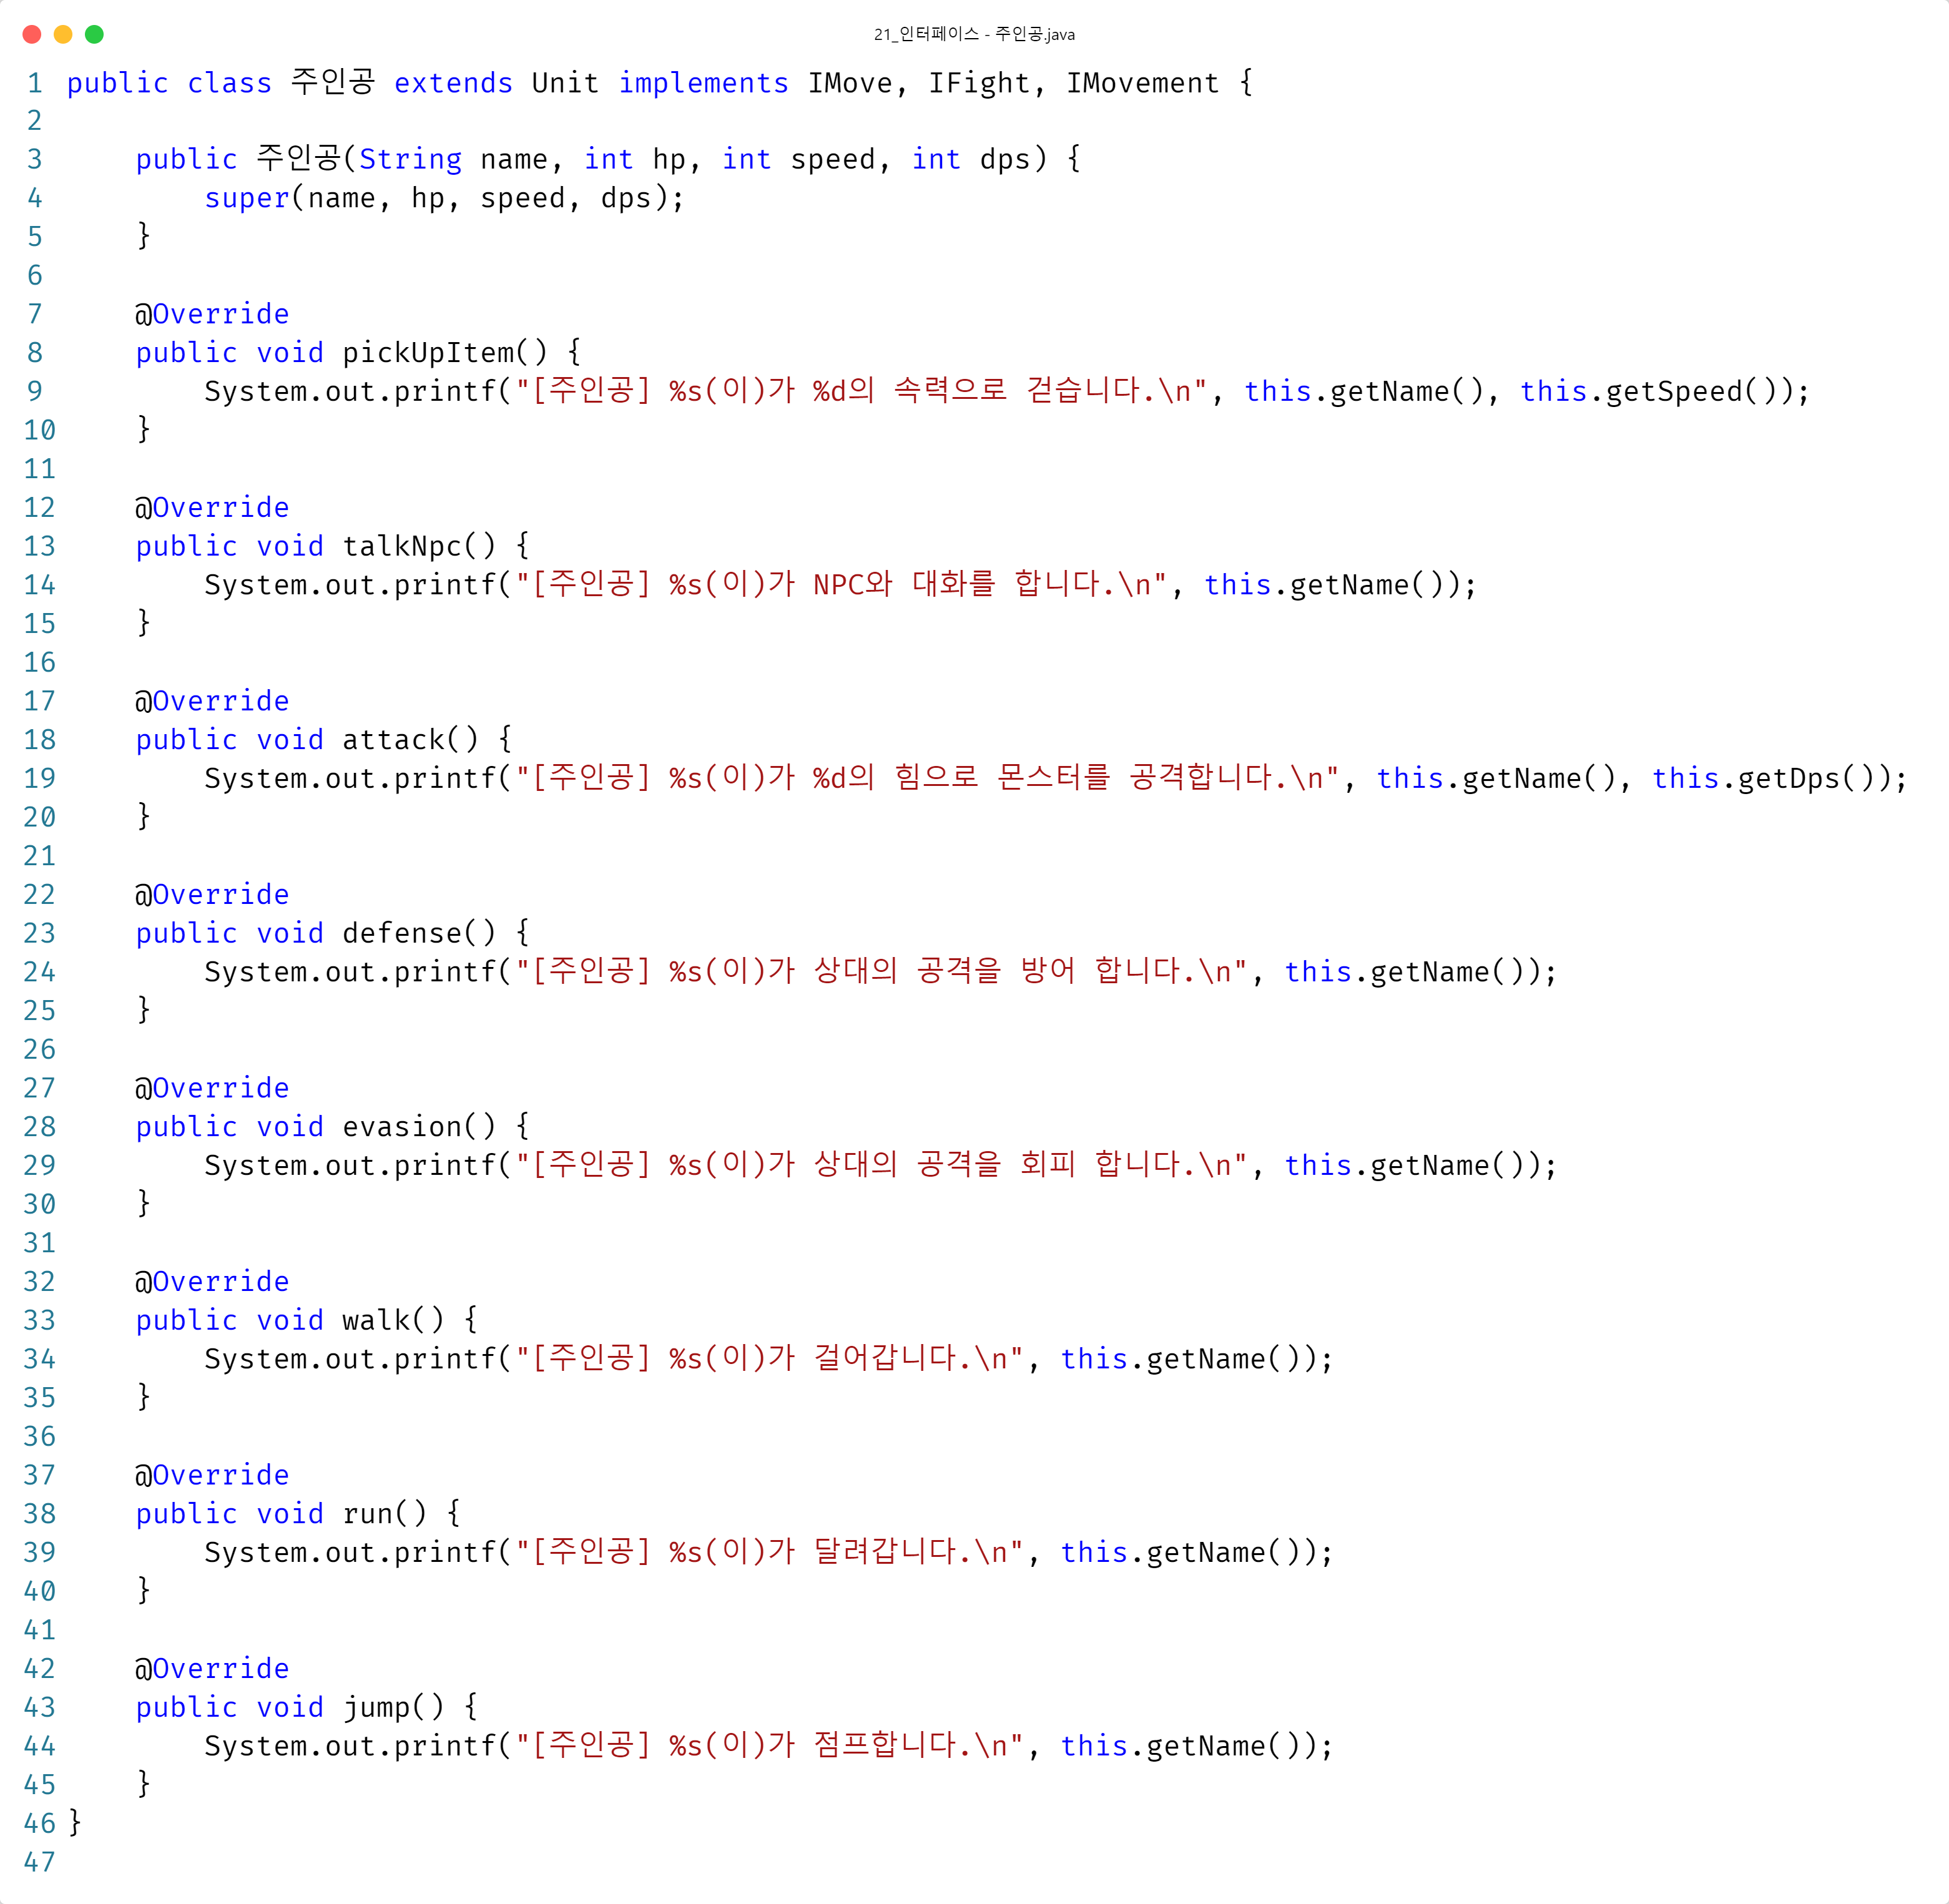 21_인터페이스 - 주인공.java
1 public class 주인공 extends Unit implements IMove, IFight, IMovement {
2
3     public 주인공(String name, int hp, int speed, int dps) {
4         super(name, hp, speed, dps);
5     }
6
7     @Override
8     public void pickUpItem() {
9         System.out.printf("[주인공] %s(이)가 %d의 속력으로 걷습니다.\n", this.getName(), this.getSpeed());
10     }
11
12     @Override
13     public void talkNpc() {
14         System.out.printf("[주인공] %s(이)가 NPC와 대화를 합니다.\n", this.getName());
15     }
16
17     @Override
18     public void attack() {
19         System.out.printf("[주인공] %s(이)가 %d의 힘으로 몬스터를 공격합니다.\n", this.getName(), this.getDps());
20     }
21
22     @Override
23     public void defense() {
24         System.out.printf("[주인공] %s(이)가 상대의 공격을 방어 합니다.\n", this.getName());
25     }
26
27     @Override
28     public void evasion() {
29         System.out.printf("[주인공] %s(이)가 상대의 공격을 회피 합니다.\n", this.getName());
30     }
31
32     @Override
33     public void walk() {
34         System.out.printf("[주인공] %s(이)가 걸어갑니다.\n", this.getName());
35     }
36
37     @Override
38     public void run() {
39         System.out.printf("[주인공] %s(이)가 달려갑니다.\n", this.getName());
40     }
41
42     @Override
43     public void jump() {
44         System.out.printf("[주인공] %s(이)가 점프합니다.\n", this.getName());
45     }
46 }
47